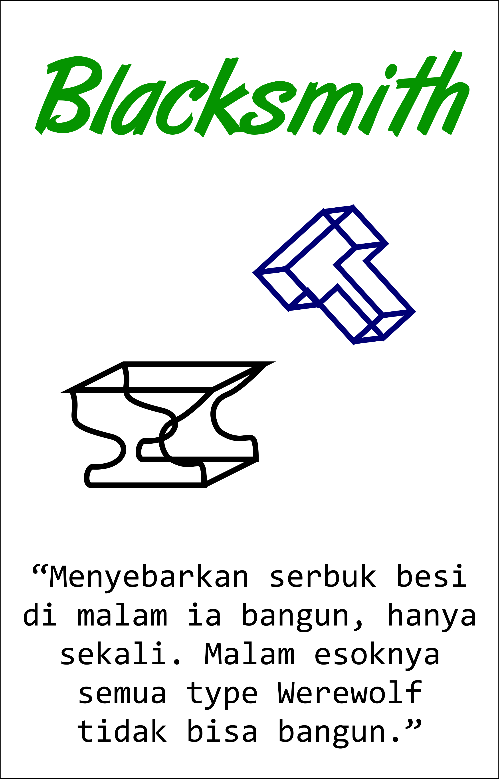 Blacksmith
“Menyebarkan serbuk besi
di malam ia bangun, hanya
sekali. Malam esoknya
semua type Werewolf
tidak bisa bangun.”